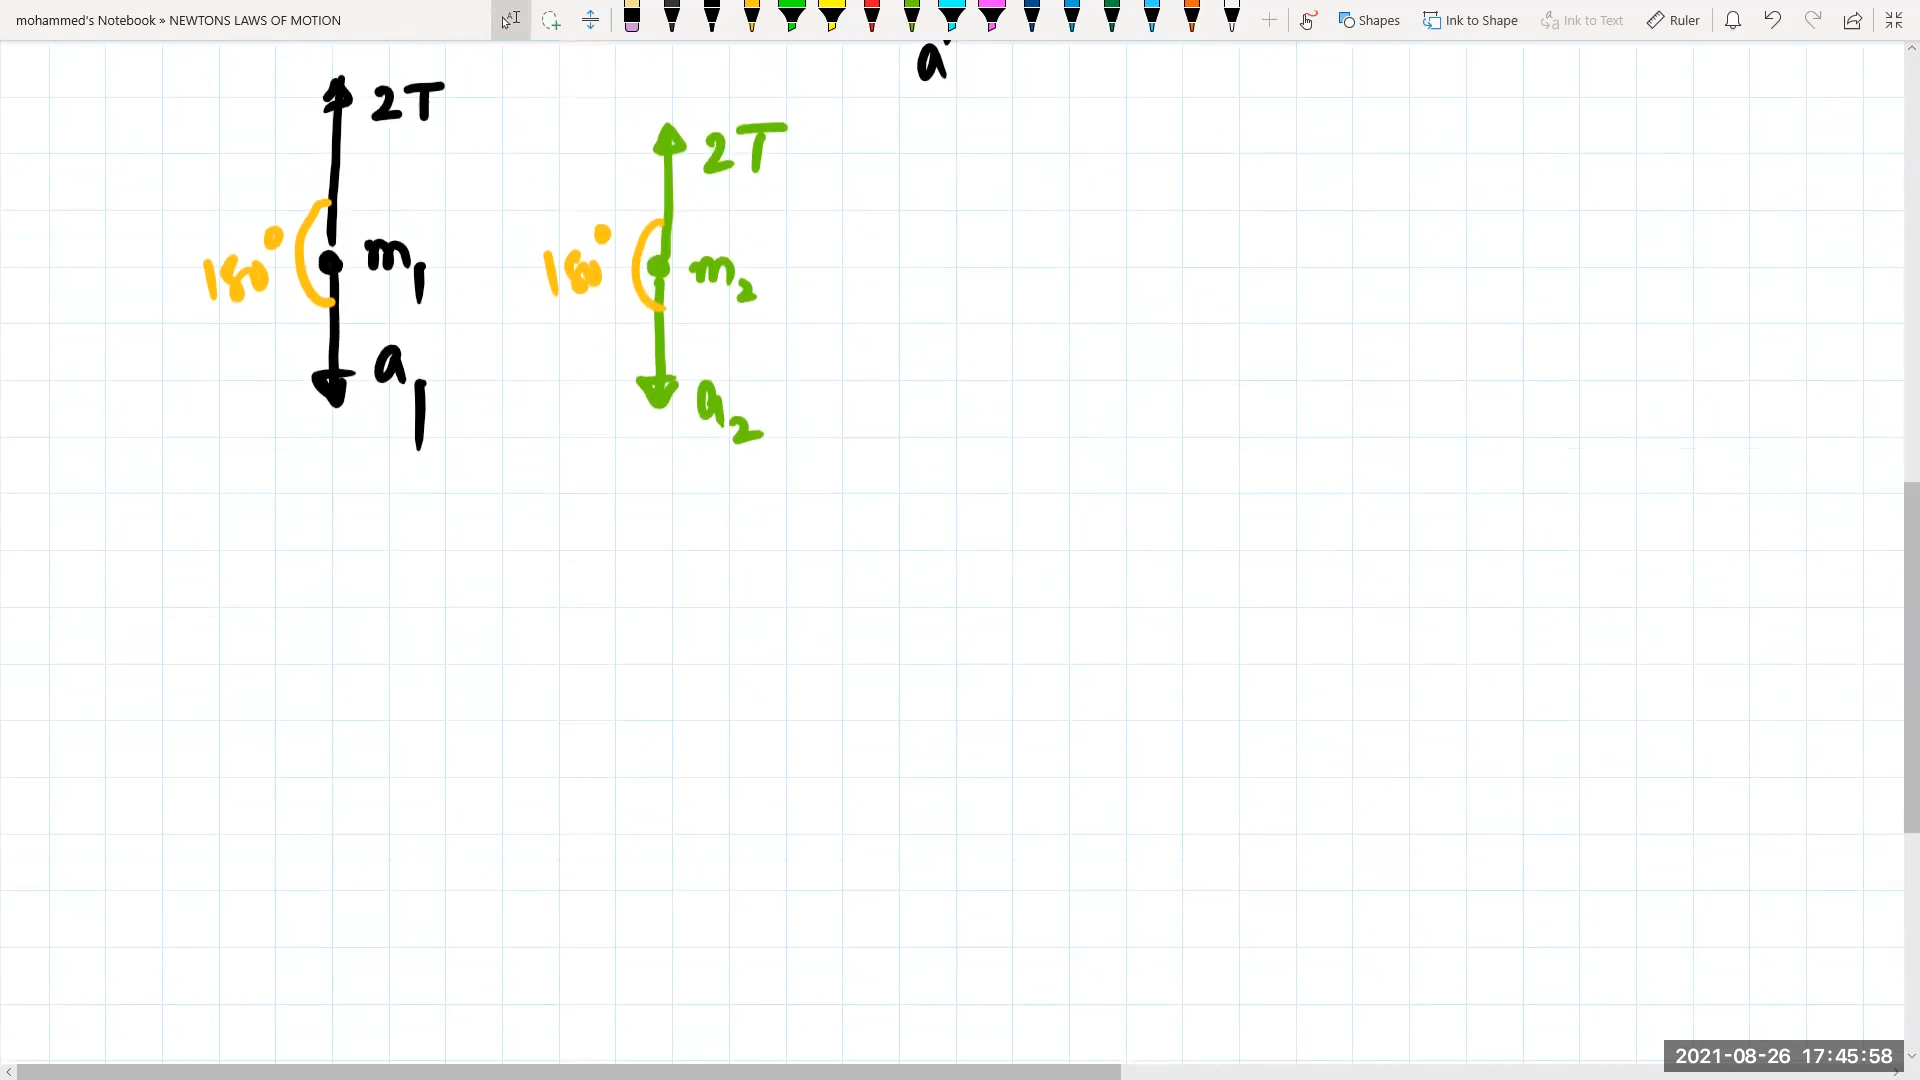 mohammed's Notebook » NEWTONS LAWS OF MOTION
Shapes
Ink to Shape
Ink to Text
Ruler
a
2T
2T
180°
m1
180°
m2
a1
a2
2021-08-26 17:45:58